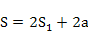 S = 2S₁ + 2a